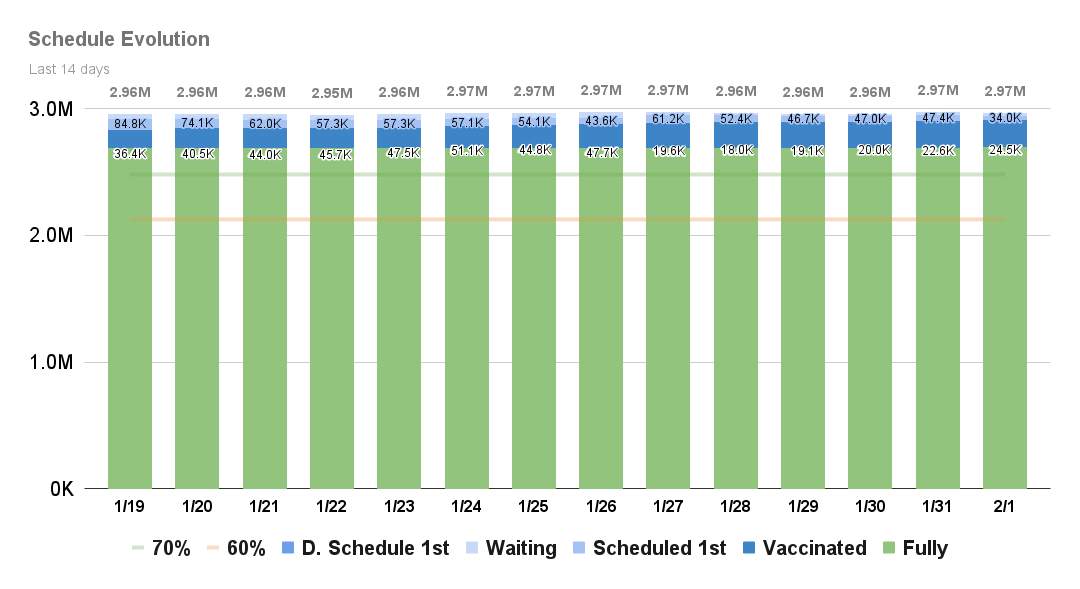 Schedule Evolution
Last 14 days
2.96M 2.96M 2.96M 2.95M 2.96M 2.97M 2.97M 2.97M 2.97M 2.96M 2.96M 2.96M 2.97M 2.97M
3.0M
84.8K 74.1K 62.0K 57.3K 57.3K 57.1K 54.1K 43.6K 61.2K 52.4K 46.7K 47.0K 47.4K 34.0K
36.4K 40.5K 44.0K 45.7K 47.5K 51.1K 44.8K 47.7K 19.6K 18.0K 19.1K 20.0K 22.6K 24.5K
2.0M
1.0M
0K
1/19 1/20 1/21 1/22 1/23 1/24 1/25 1/26 1/27 1/28 1/29 1/30 1/31 2/1
70% 60% D. Schedule 1st Waiting Scheduled 1st Vaccinated Fully